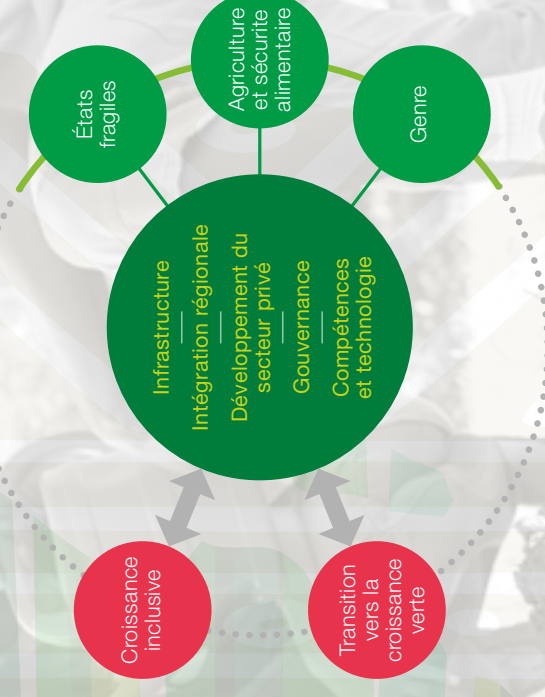 Croissance
inclusive
Transition
vers la
croissance
verte
Infrastructure
Intégration régionale
Développement du
secteur privé
Gouvernance
Compétences
et technologie
États
fragiles
Agriculture
et sécurite
alimentaire
Genre